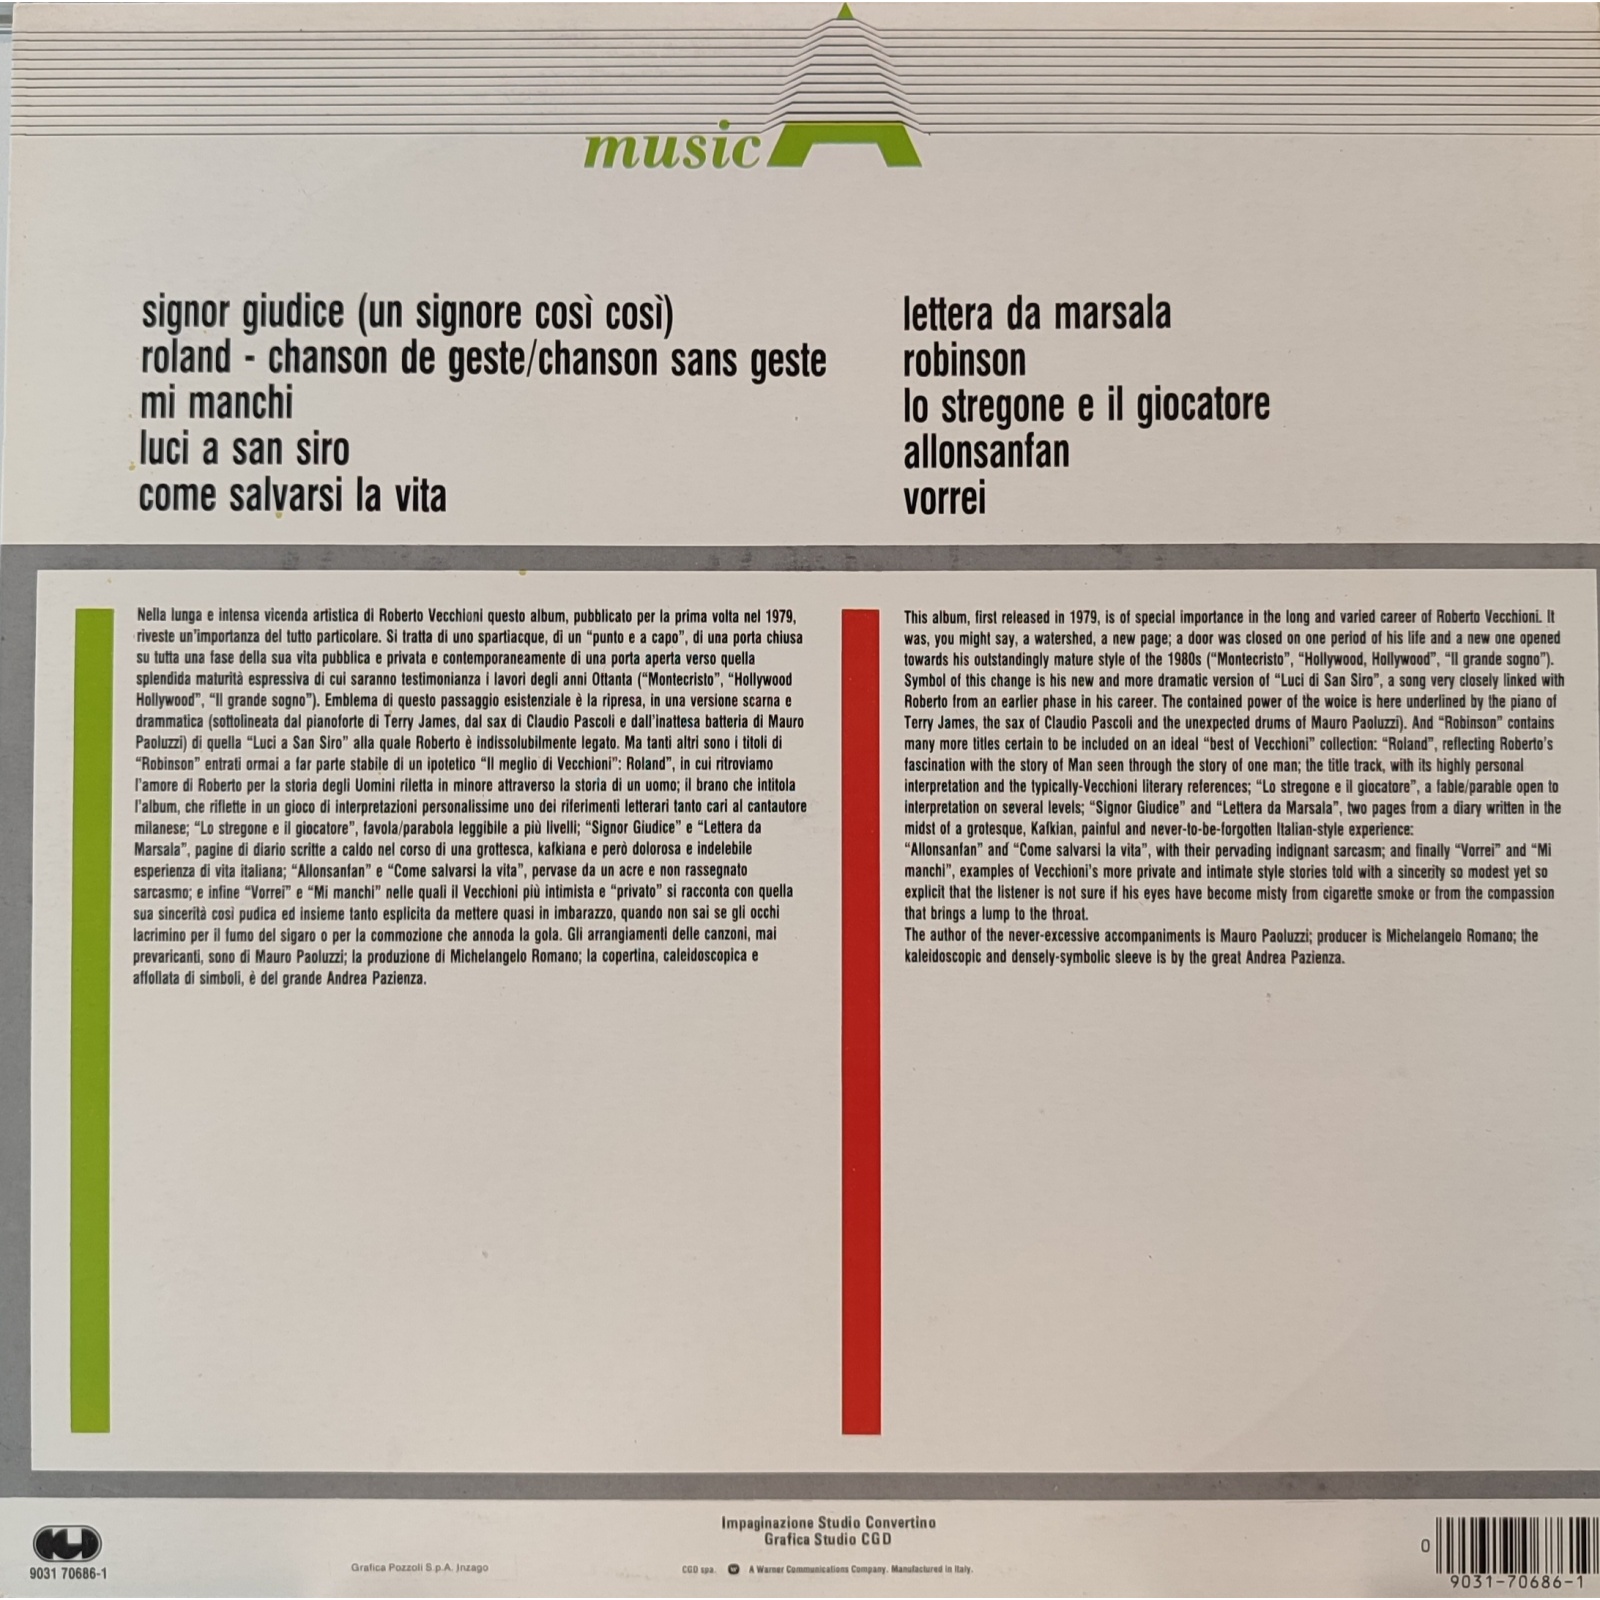 musicA
signor giudice (un signore così così)
roland - chanson de geste/chanson sans geste
mi manchi
luci a san siro
come salvarsi la vita
lettera da marsala
robinson
lo stregone e il giocatore
allonsanfan
vorrei
Nella lunga e intensa vicenda artistica di Roberto Vecchioni questo album, pubblicato per la prima volta nel 1979,
riveste un'importanza del tutto particolare. Si tratta di uno spartiacque, di un “punto e a capo”, di una porta chiusa
su tutta una fase della sua vita pubblica e privata e contemporaneamente di una porta aperta verso quella
splendida maturità espressiva di cui saranno testimonianza i lavori degli anni Ottanta (“Montecristo”, “Hollywood
Hollywood”, “Il grande sogno”). Emblema di questo passaggio esistenziale è la ripresa, in una versione scarna e
drammatica (sottolineata dal pianoforte di Terry James, dal sax di Claudio Pascoli e dall'inattesa batteria di Mauro
Paoluzzi) di quella “Luci a San Siro” alla quale Roberto è indissolubilmente legato. Ma tanti altri sono i titoli di
“Robinson” entrati ormai a far parte stabile di un ipotetico “Il meglio di Vecchioni”: Roland”, in cui ritroviamo
l'amore di Roberto per la storia degli Uomini riletta in minore attraverso la storia di un uomo; il brano che intitola
l'album, che riflette in un gioco di interpretazioni personalissime uno dei riferimenti letterari tanto cari al cantautore
milanese; “Lo stregone e il giocatore”, favola/parabola leggibile a più livelli; “Signor Giudice” e “Lettera da
Marsala”, pagine di diario scritte a caldo nel corso di una grottesca, kafkiana e però dolorosa e indelebile
esperienza di vita italiana; “Allonsanfan” e “Come salvarsi la vita”, pervase da un acre e non rassegnato
sarcasmo; e infine “Vorrei” e “Mi manchi” nelle quali il Vecchioni più intimista e “privato” si racconta con quella
sua sincerità così pudica ed insieme tanto esplicita da mettere quasi in imbarazzo, quando non sai se gli occhi
lacrimino per il fumo del sigaro o per la commozione che annoda la gola. Gli arrangiamenti delle canzoni, mai
prevaricanti, sono di Mauro Paoluzzi; la produzione di Michelangelo Romano; la copertina, caleidoscopica e
affollata di simboli, è del grande Andrea Pazienza.
This album, first released in 1979, is of special importance in the long and varied career of Roberto Vecchioni. It
was, you might say, a watershed, a new page; a door was closed on one period of his life and a new one opened
towards his outstandingly mature style of the 1980s (“Montecristo”, “Hollywood, Hollywood”, “Il grande sogno”).
Symbol of this change is his new and more dramatic version of “Luci di San Siro”, a song very closely linked with
Roberto from an earlier phase in his career. The contained power of the woice is here underlined by the piano of
Terry James, the sax of Claudio Pascoli and the unexpected drums of Mauro Paoluzzi). And “Robinson” contains
many more titles certain to be included on an ideal “best of Vecchioni” collection: “Roland”, reflecting Roberto's
fascination with the story of Man seen through the story of one man; the title track, with its highly personal
interpretation and the typically-Vecchioni literary references; “Lo stregone e il giocatore”, a fable/parable open to
interpretation on several levels; “Signor Giudice” and “Lettera da Marsala”, two pages from a diary written in the
midst of a grotesque, Kafkian, painful and never-to-be-forgotten Italian-style experience:
“Allonsanfan” and “Come salvarsi la vita”, with their pervading indignant sarcasm; and finally “Vorrei” and “Mi
manchi”, examples of Vecchioni's more private and intimate style stories told with a sincerity so modest yet so
explicit that the listener is not sure if his eyes have become misty from cigarette smoke or from the compassion
that brings a lump to the throat.
The author of the never-excessive accompaniments is Mauro Paoluzzi; producer is Michelangelo Romano; the
kaleidoscopic and densely-symbolic sleeve is by the great Andrea Pazienza.
Impaginazione Studio Convertino
Grafica Studio CGD
CGD
9031 70686-1
Grafica Pozzoli S.p.A. Inzago
CGD spa. A Warner Communications Company. Manufactured in Italy.
0
9031-70686-1